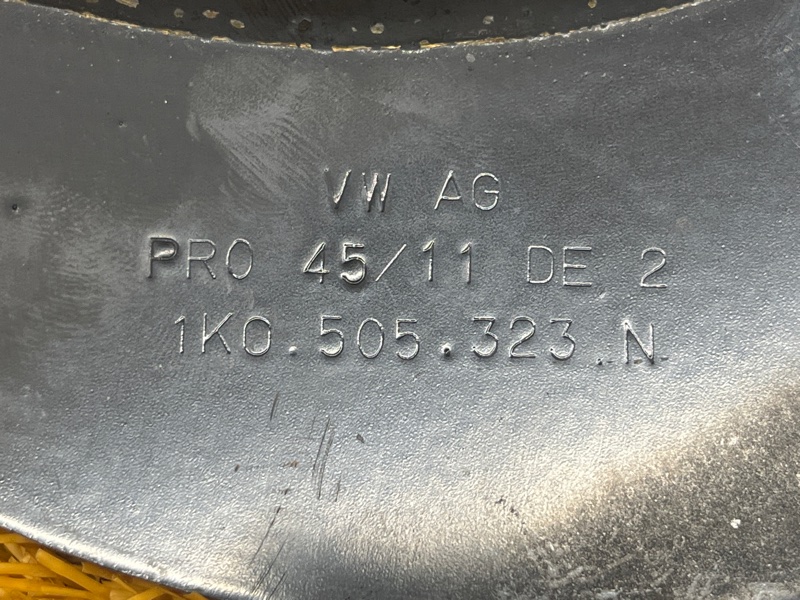 VW AG
PRO 45/11 DE 2
1K0.505.323.N